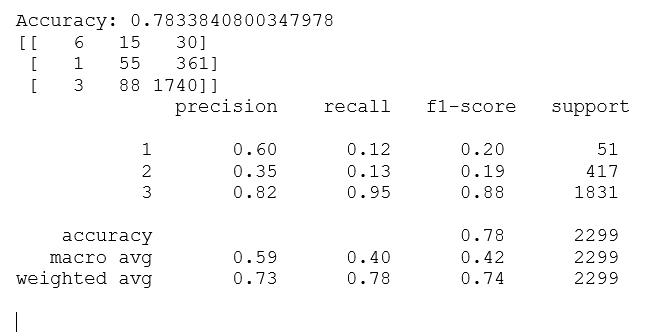 Accuracy: 0.7833840800347978
[[   6   15   30]
 [   1   55  361]
 [   3   88 1740]]
              precision    recall  f1-score   support

           1       0.60      0.12      0.20        51
           2       0.35      0.13      0.19       417
           3       0.82      0.95      0.88      1831

    accuracy                           0.78      2299
   macro avg       0.59      0.40      0.42      2299
weighted avg       0.73      0.78      0.74      2299